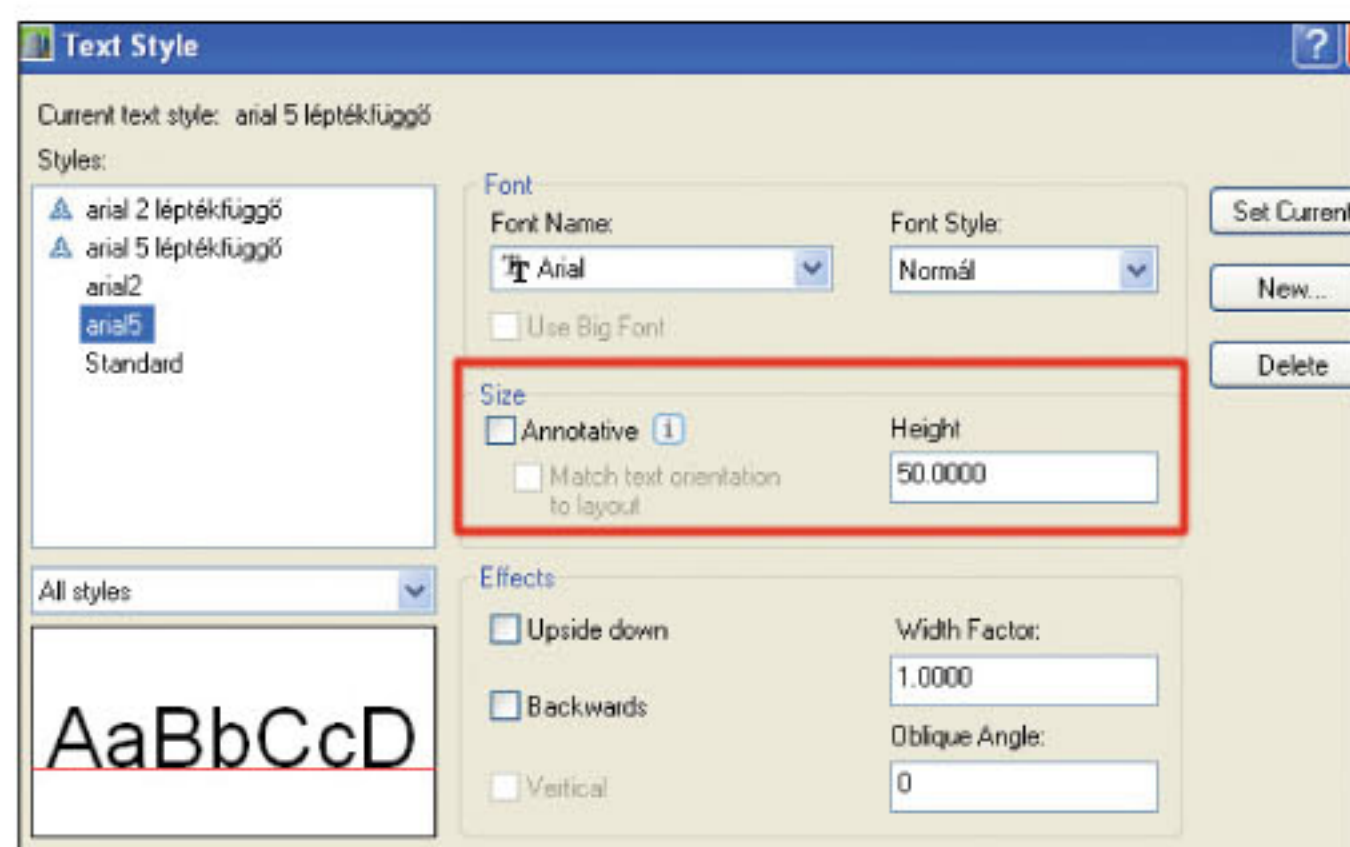 Text Style
?
Current text style: arial 5 léptékfüggő
Styles:
arial 2 léptékfüggő
arial 5 léptékfüggő
arial2
arial5
Standard
All styles
AaBbCcD
Font
Font Name:
Arial
Font Style:
Normál
Use Big Font
Size
Annotative
Match text orientation
to layout
Height
50.0000
Effects
Upside down
Backwards
Vertical
Width Factor:
1.0000
Oblique Angle:
0
Set Current
New...
Delete